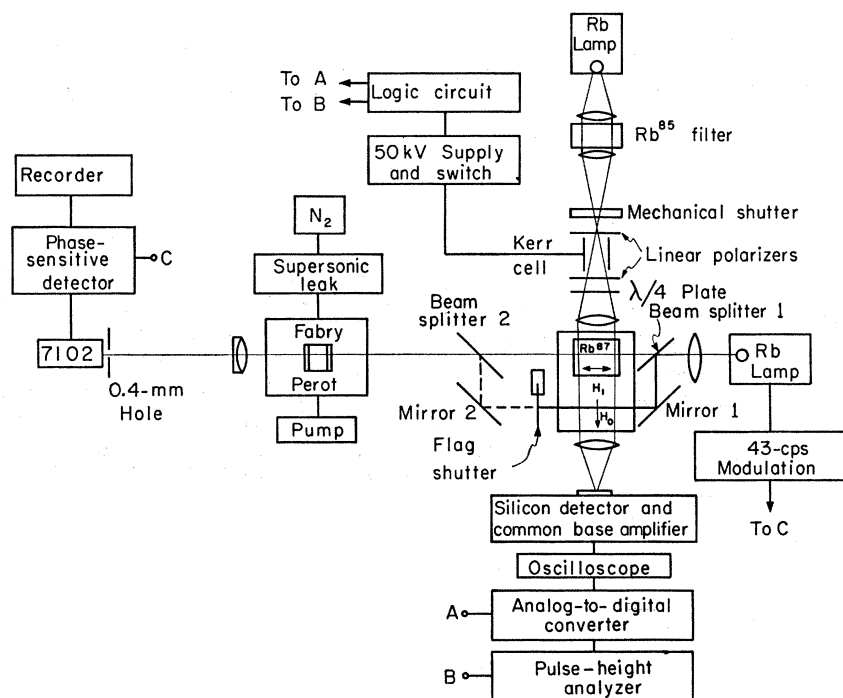 Rb
Lamp
To A
To B
Logic circuit
Rb85 filter
50kV Supply
and switch
Recorder
Mechanical shutter
N2
Phase-
sensitive
detector
C
Kerr
cell
Linear polarizers
Supersonic
leak
λ/4 Plate
Beam
splitter 2
Beam splitter 1
7102
Fabry
Perot
Rb87
H1
H0
Rb
Lamp
0.4-mm
Hole
Mirror 2
Mirror 1
Pump
Flag
shutter
43-cps
Modulation
Silicon detector and
common base amplifier
To C
Oscilloscope
A
Analog-to-digital
converter
B
Pulse-height
analyzer